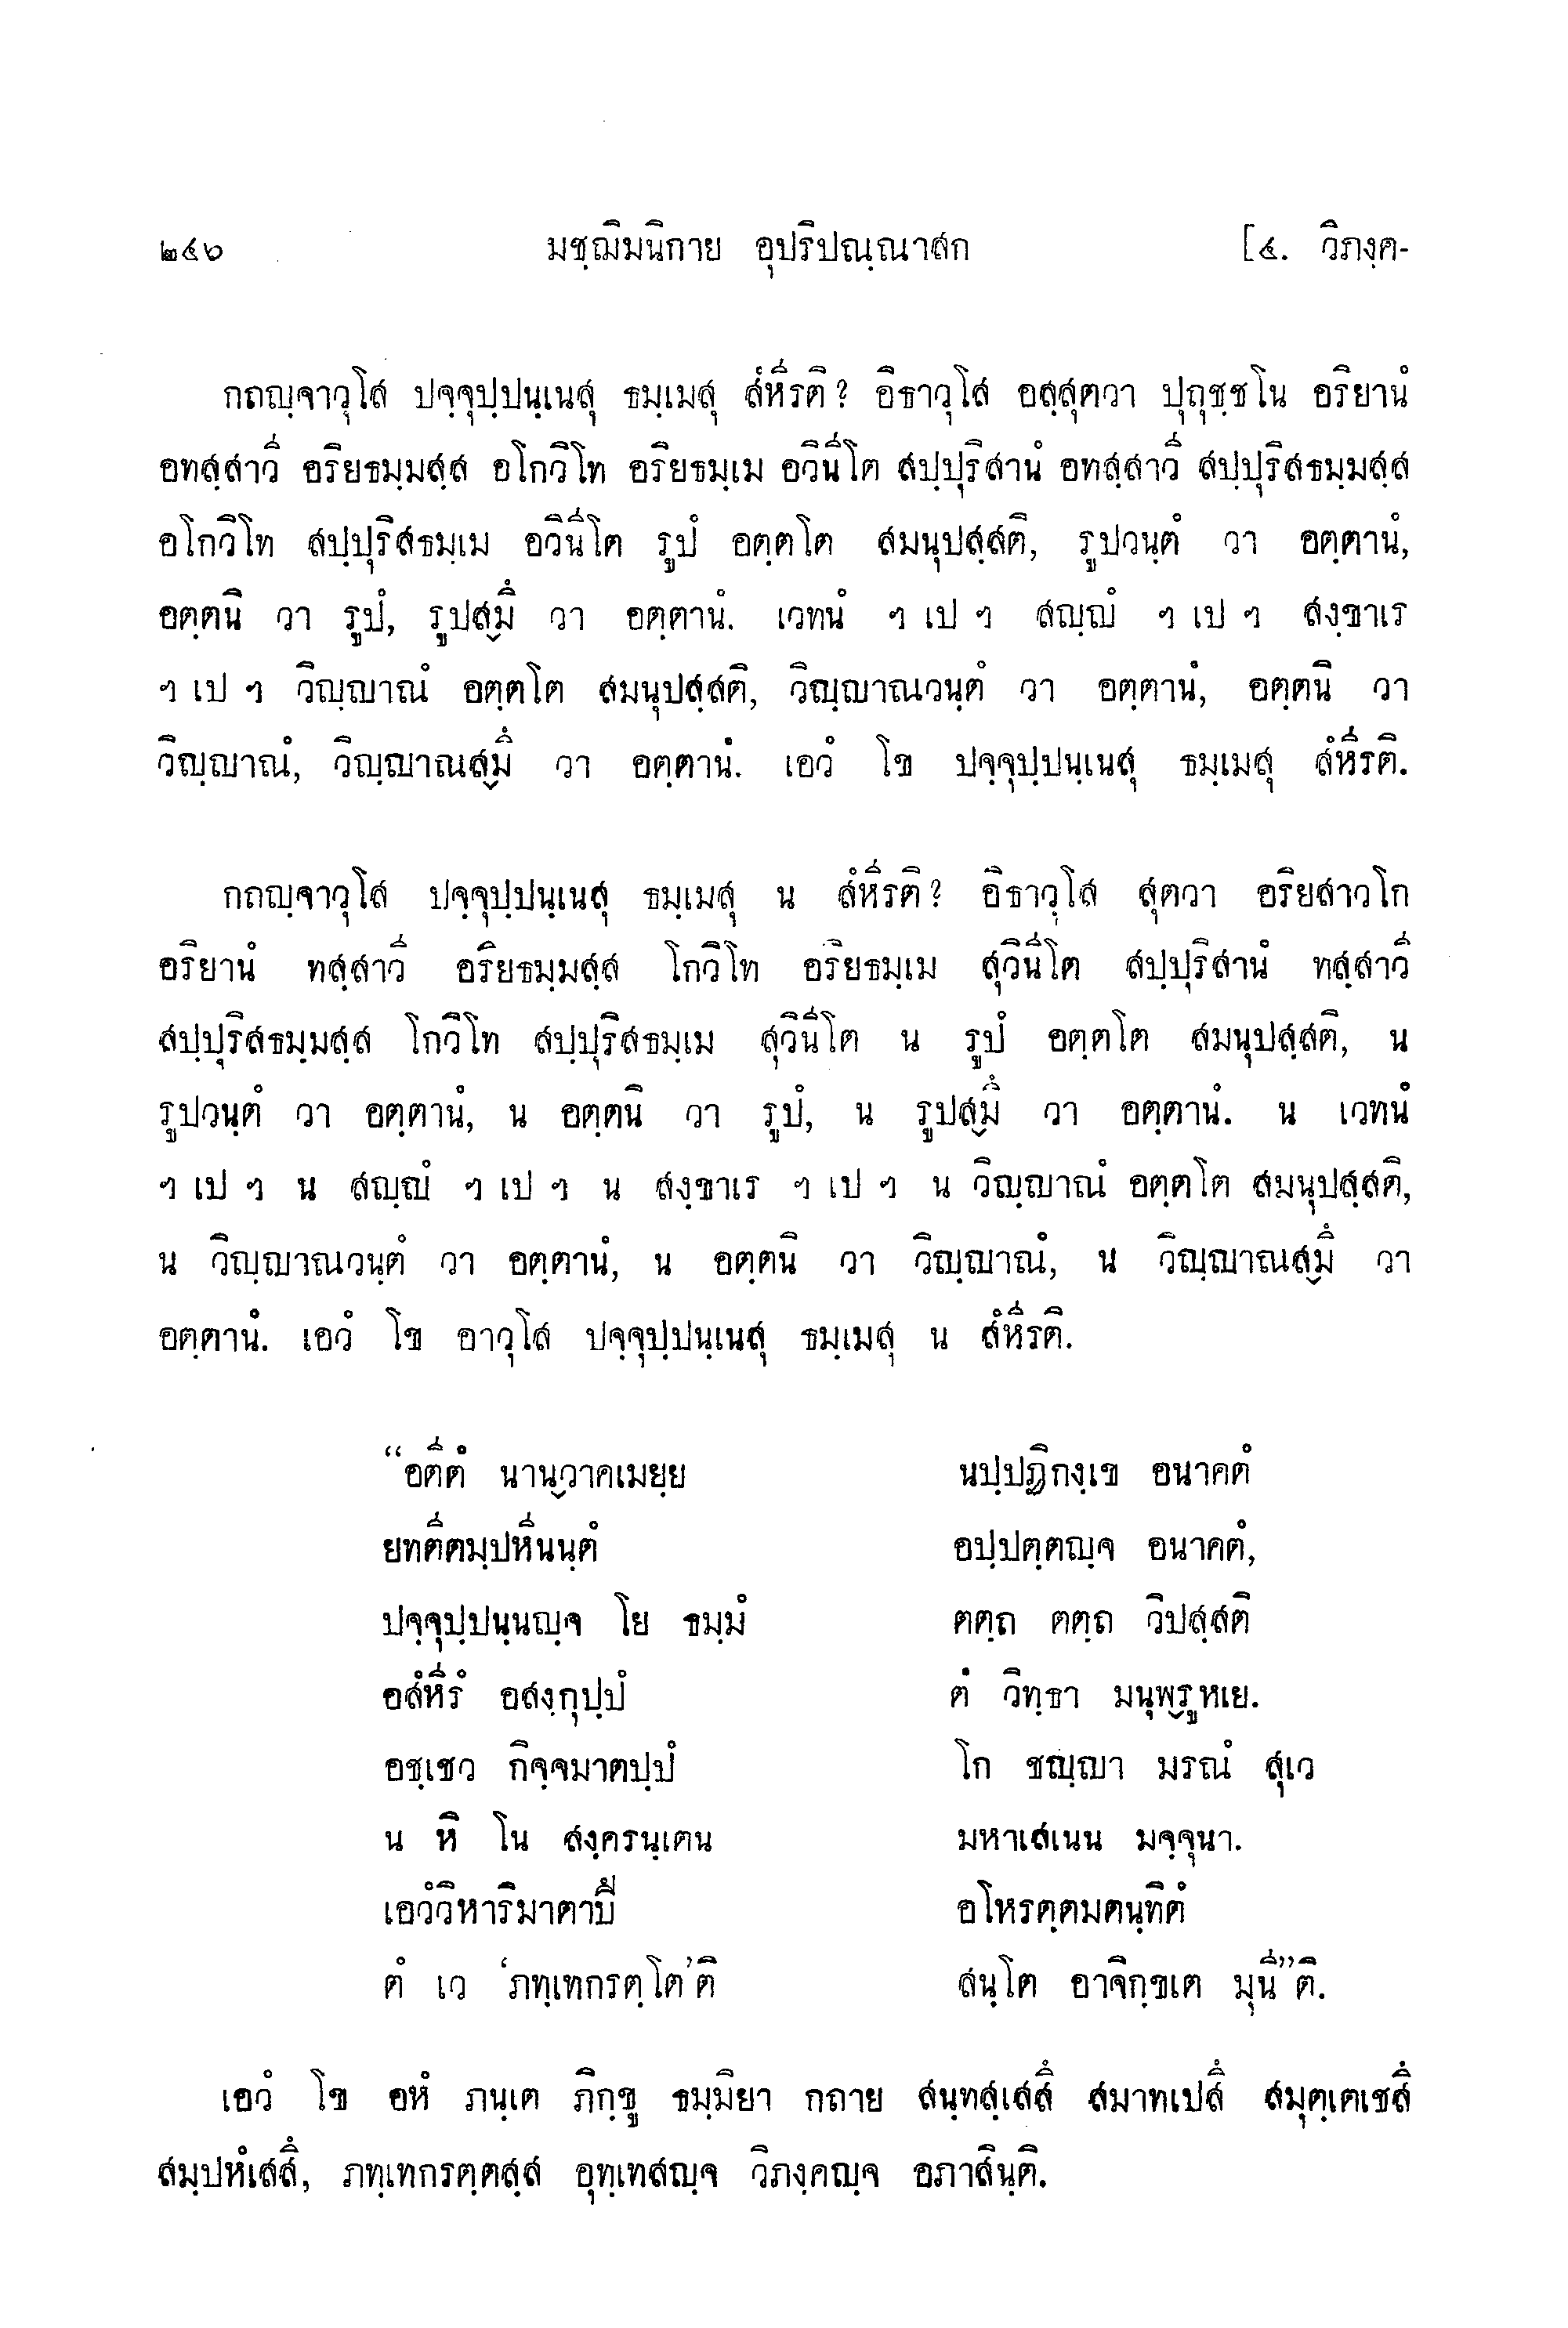 ๒๔๖ มชฺฌิมนิกาย อุปริปณฺณาสก [๔. วิภงฺค-
กถญฺจาวุโส ปจฺจุปฺปนฺเนสุ ธมฺเมสุ สํหีรติ? อิธาวุโส อสฺสุตวา ปุถุชฺชโน อริยานํ
อทสฺสาวี อริยธมฺมสฺส อโกวิโท อริยธมฺเม อวินีโต สปฺปุริสานํ อทสฺสาวี สปฺปุริสธมฺมสฺส
อโกวิโท สปฺปุริสธมฺเม อวินีโต รูปํ อตฺตโต สมนุปสฺสติ, รูปวนฺตํ วา อตฺตานํ,
อตฺตนิ วา รูปํ, รูปสฺมึ วา อตฺตานํ. เวทนํ ฯ เป ฯ สญฺญํ ฯ เป ฯ สงฺขาเร
ฯ เป ฯ วิญฺญาณํ อตฺตโต สมนุปสฺสติ, วิญฺญาณวนฺตํ วา อตฺตานํ, อตฺตนิ วา
วิญฺญาณํ, วิญฺญาณสฺมึ วา อตฺตานํ. เอวํ โข ปจฺจุปฺปนฺเนสุ ธมฺเมสุ สํหีรติ.
กถญฺจาวุโส ปจฺจุปฺปนฺเนสุ ธมฺเมสุ น สํหีรติ? อิธาวุโส สุตวา อริยสาวโก
อริยานํ ทสฺสาวี อริยธมฺมสฺส โกวิโท อริยธมฺเม สุวินีโต สปฺปุริสานํ ทสฺสาวี
สปฺปุริสธมฺมสฺส โกวิโท สปฺปุริสธมฺเม สุวินีโต น รูปํ อตฺตโต สมนุปสฺสติ, น
รูปวนฺตํ วา อตฺตานํ, น อตฺตนิ วา รูปํ, น รูปสฺมึ วา อตฺตานํ. น เวทนํ
ฯ เป ฯ น สญฺญํ ฯ เป ฯ น สงฺขาเร ฯ เป ฯ น วิญฺญาณํ อตฺตโต สมนุปสฺสติ,
น วิญฺญาณวนฺตํ วา อตฺตานํ, น อตฺตนิ วา วิญฺญาณํ, น วิญฺญาณสฺมึ วา
อตฺตานํ. เอวํ โข อาวุโส ปจฺจุปฺปนฺเนสุ ธมฺเมสุ น สํหีรติ.
“อตีตํ นานฺวาคเมยฺย นปฺปฏิกงฺเข อนาคตํ
ยทตีตมฺปหีนนฺตํ อปฺปตฺตญฺจ อนาคตํ,
ปจฺจุปฺปนฺนญฺจ โย ธมฺมํ ตตฺถ ตตฺถ วิปสฺสติ
อสํหีรํ อสงฺกุปฺปํ ตํ วิทฺธา มนุพฺรูหเย.
อชฺเชว กิจฺจมาตปฺปํ โก ชญฺญา มรณํ สุเว
น หิ โน สงฺครนฺเตน มหาเสเนน มจฺจุนา.
เอวํวิหาริมาตาปึ อโหรตฺตมตนฺทิตํ
ตํ เว ‘ภทฺเทกรตฺโต’ติ สนฺโต อาจิกฺขเต มุนี”ติ.
เอวํ โข อหํ ภนฺเต ภิกฺขู ธมฺมิยา กถาย สนฺทสฺเสสึ สมาทเปสึ สมุตฺเตเชสึ
สมฺปหํเสสึ, ภทฺเทกรตฺตสฺส อุทฺเทสญฺจ วิภงฺคญฺจ อภาสินฺติ.